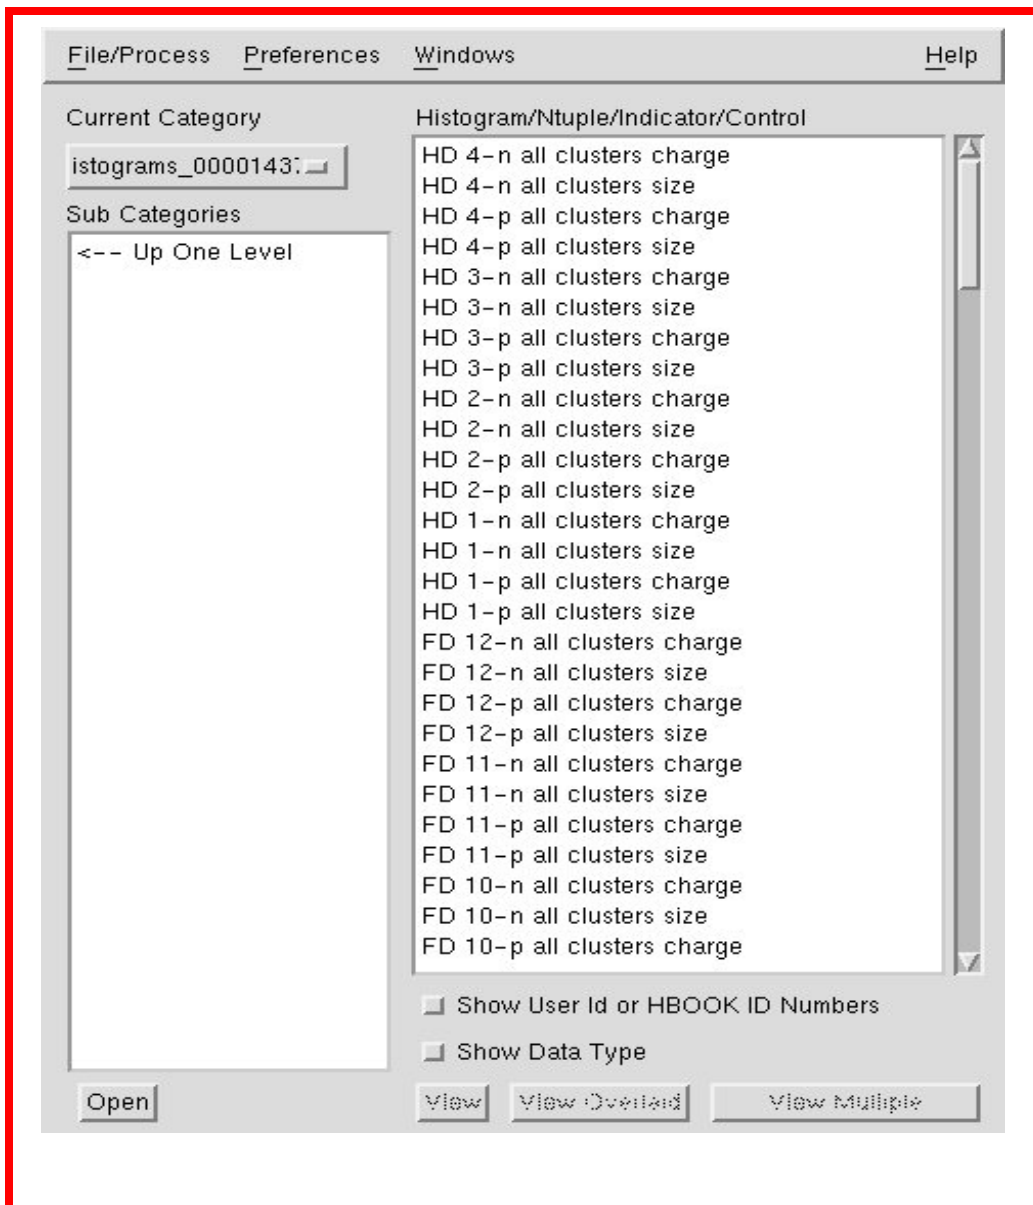 File/Process Preferences Windows Help
Current Category
istograms_00001437
Sub Categories
<-- Up One Level
Open
Histogram/Ntuple/Indicator/Control
HD 4-n all clusters charge
HD 4-n all clusters size
HD 4-p all clusters charge
HD 4-p all clusters size
HD 3-n all clusters charge
HD 3-n all clusters size
HD 3-p all clusters charge
HD 3-p all clusters size
HD 2-n all clusters charge
HD 2-n all clusters size
HD 2-p all clusters charge
HD 2-p all clusters size
HD 1-n all clusters charge
HD 1-n all clusters size
HD 1-p all clusters charge
HD 1-p all clusters size
FD 12-n all clusters charge
FD 12-n all clusters size
FD 12-p all clusters charge
FD 12-p all clusters size
FD 11-n all clusters charge
FD 11-n all clusters size
FD 11-p all clusters charge
FD 11-p all clusters size
FD 10-n all clusters charge
FD 10-n all clusters size
FD 10-p all clusters charge
Show User Id or HBOOK ID Numbers
Show Data Type
View View Overlaid View Multiple